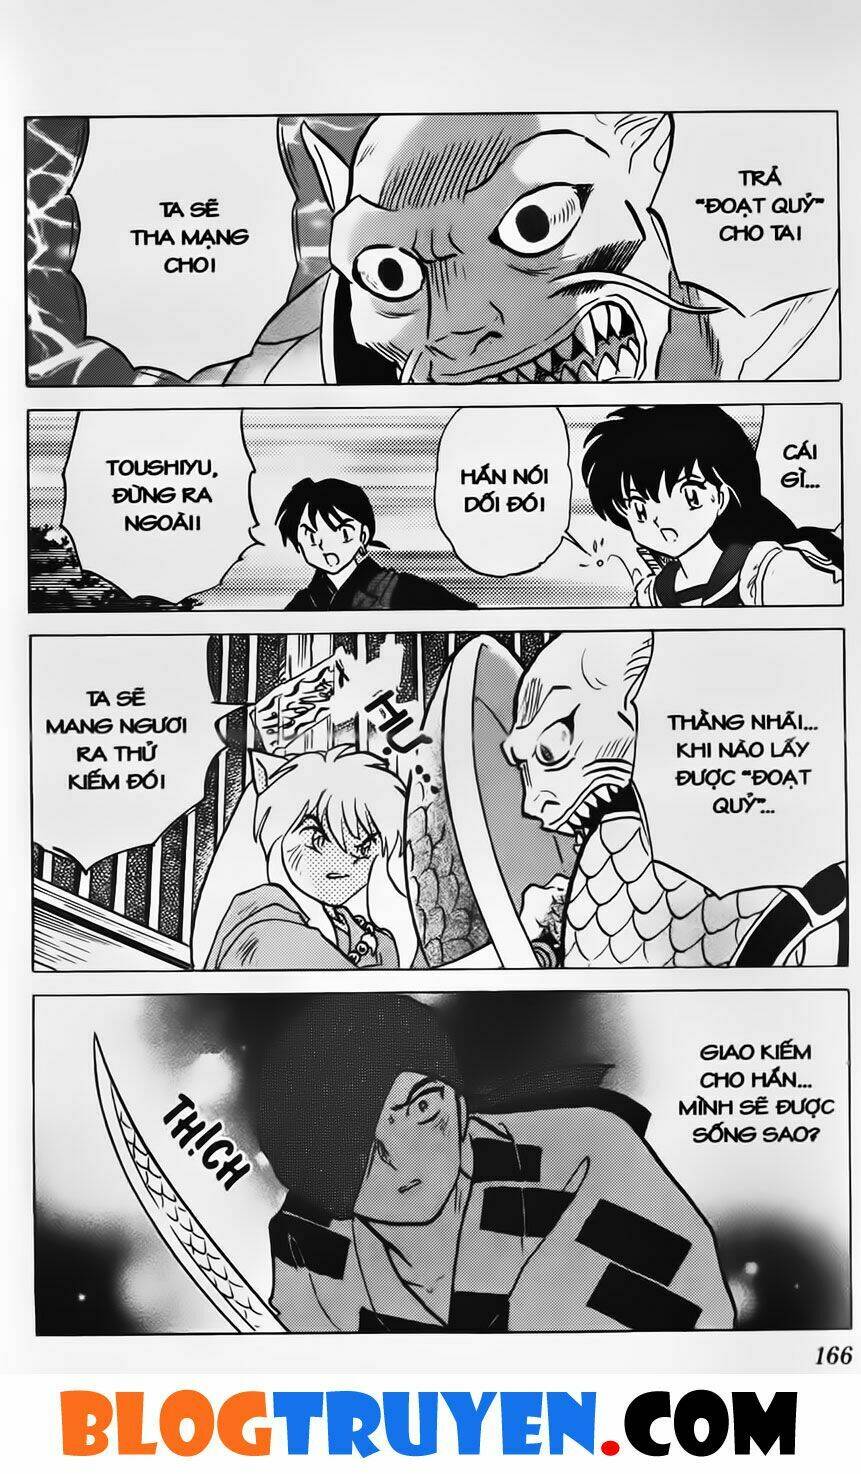 TRẢ
"ĐOẠT QUỶ"
CHO TA!
TA SẼ
THA MẠNG
CHO!
CÁI
GÌ...
HẮN NÓI
DỐI ĐÓ!
TOUSHIYU,
ĐỪNG RA
NGOÀI!
THẰNG NHÃI...
KHI NÀO LẤY
ĐƯỢC "ĐOẠT
QUỶ"...
HỤ...
TA SẼ
MANG NGƯƠI
RA THỬ
KIẾM ĐÓ!
GIAO KIẾM
CHO HẮN...
MÌNH SẼ ĐƯỢC
SỐNG SAO?
THỊCH
166
BLOGTRUYEN.COM